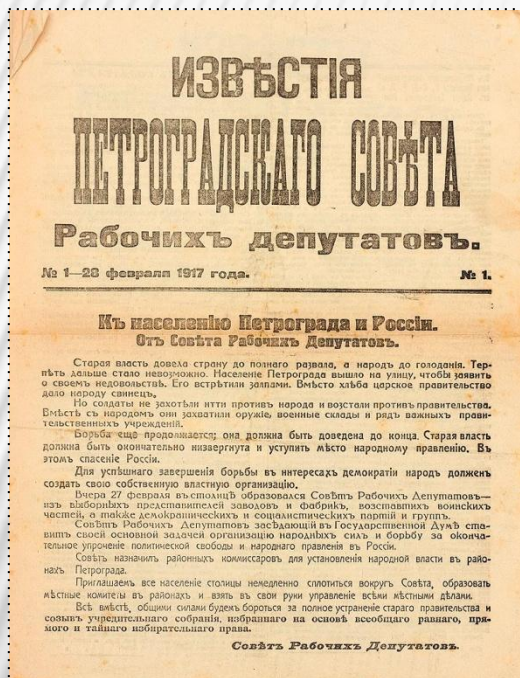 ИЗВѢСТІЯ
ПЕТРОГРАДСКАГО СОВѢТА
Рабочихъ депутатовъ.
№ 1—28 февраля 1917 года. № 1.
Къ населенію Петрограда и Россіи.
Отъ Совѣта Рабочихъ Депутатовъ.
Старая власть довела страну до полнаго развала, а народъ до голоданія. Тер-
пѣть дальше стало невозможно. Населеніе Петрограда вышло на улицу, чтобы заявить
о своемъ недовольствѣ. Его встрѣтили залпами. Вмѣсто хлѣба царское правительство
дало народу свинецъ.
Но солдаты не захотѣли итти противъ народа и возстали противъ правительства.
Вмѣстѣ съ народомъ они захватили оружіе, военные склады и рядъ важныхъ прави-
тельственныхъ учрежденій.
Борьба еще продолжается; она должна быть доведена до конца. Старая власть
должна быть окончательно низвергнута и уступить мѣсто народному правленію. Въ
этомъ спасеніе Россіи.
Для успѣшнаго завершенія борьбы въ интересахъ демократіи народъ долженъ
создать свою собственную властную организацію.
Вчера 27 февраля въ столицѣ образовался Совѣтъ Рабочихъ Депутатовъ—
изъ выборныхъ представителей заводовъ и фабрикъ, возставшихъ воинскихъ
частей, а также демократическихъ и соціалистическихъ партій и группъ.
Совѣтъ Рабочихъ Депутатовъ засѣдающій въ Государственной Думѣ ста-
витъ своей основной задачей организацію народныхъ силъ и борьбу за оконча-
тельное упроченіе политической свободы и народнаго правленія въ Россіи.
Совѣтъ назначилъ районныхъ комиссаровъ для установленія народной власти въ райо-
нахъ Петрограда.
Приглашаемъ все населеніе столицы немедленно сплотиться вокругъ Совѣта, образовать
мѣстные комитеты въ районахъ и взять въ свои руки управленіе всѣми мѣстными дѣлами.
Всѣ вмѣстѣ, общими силами будемъ бороться за полное устраненіе стараго правительства и
созывъ учредительнаго собранія, избраннаго на основѣ всеобщаго равнаго, пря-
мого и тайнаго избирательнаго права.
Совѣтъ Рабочихъ Депутатовъ.